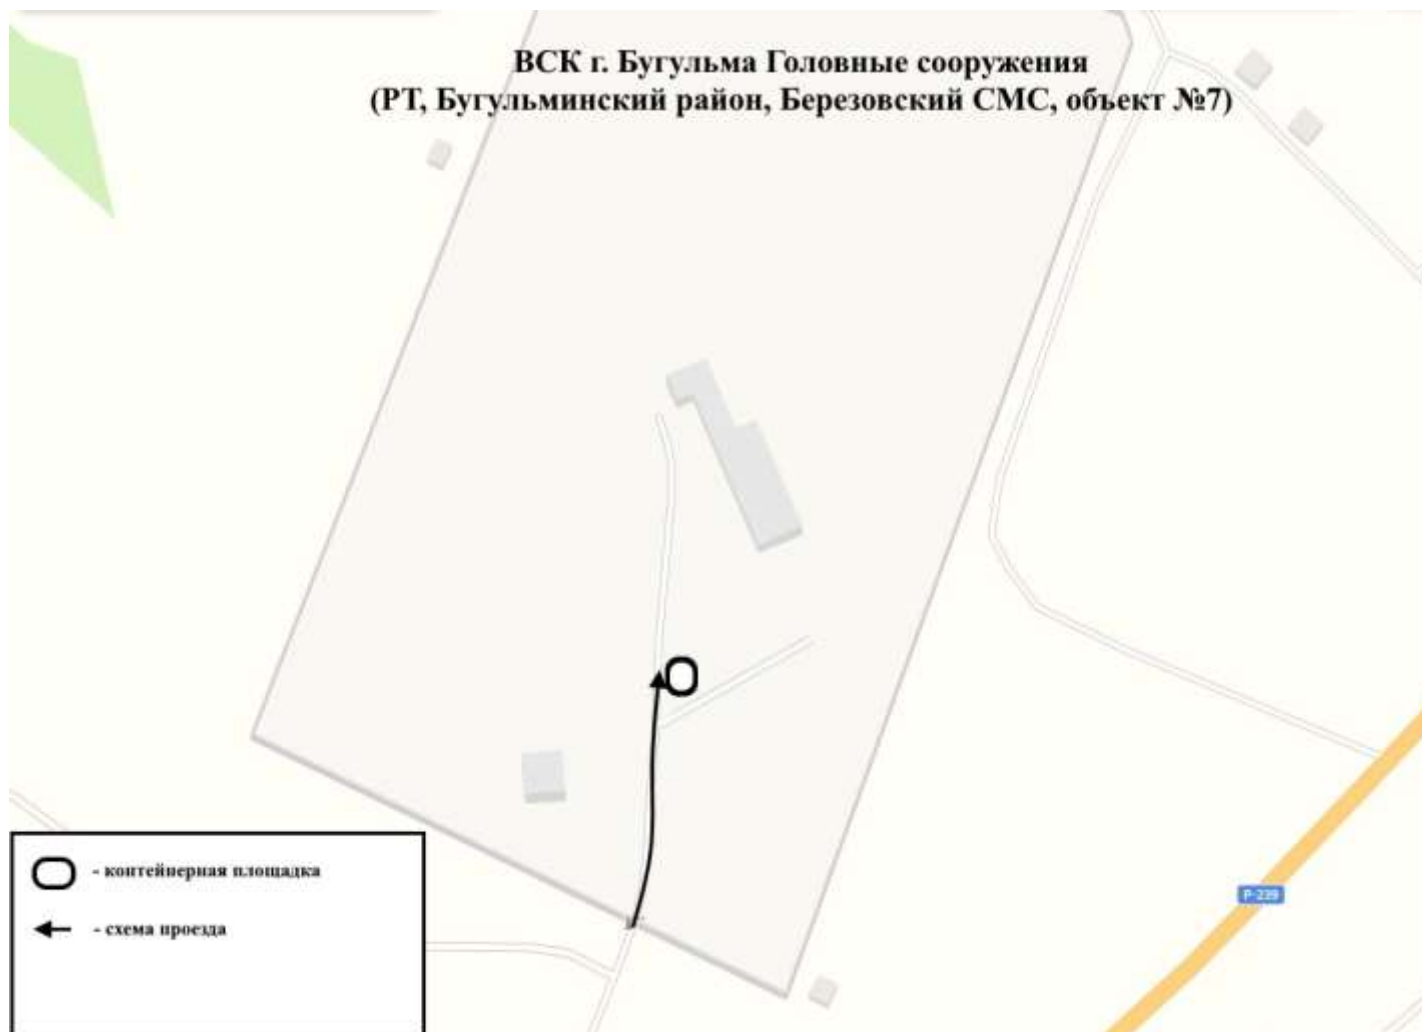 ВСК г. Бугульма Головные сооружения
(РТ, Бугульминский район, Березовский СМС, объект №7)
- контейнерная площадка
- схема проезда
Р-239